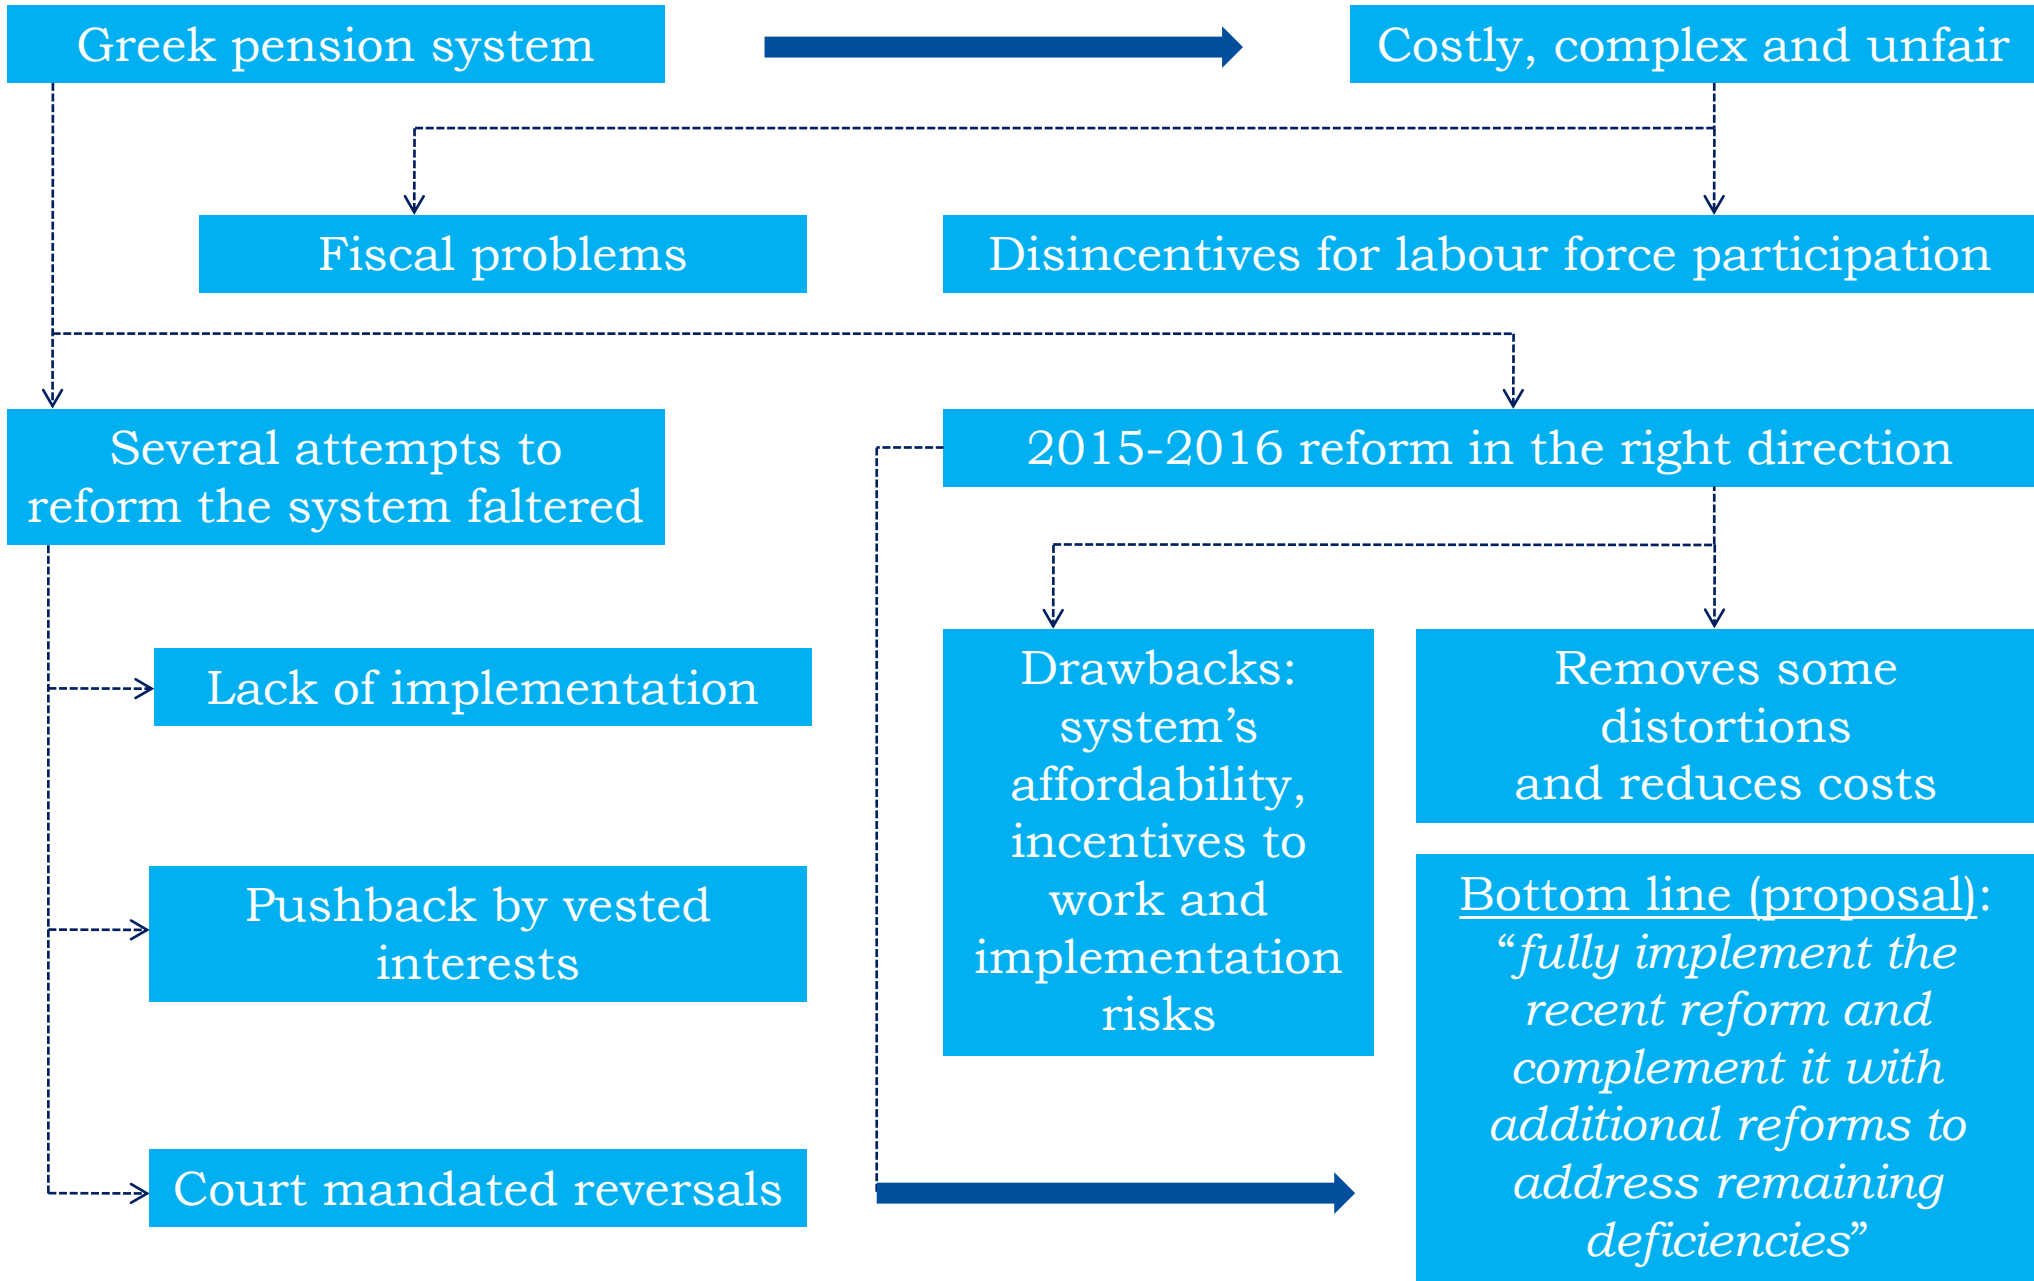 Greek pension system
Costly, complex and unfair
Fiscal problems
Disincentives for labour force participation
Several attempts to
reform the system faltered
2015-2016 reform in the right direction
Lack of implementation
Pushback by vested
interests
Court mandated reversals
Drawbacks:
system’s
affordability,
incentives to
work and
implementation
risks
Removes some
distortions
and reduces costs
Bottom line (proposal):
“fully implement the
recent reform and
complement it with
additional reforms to
address remaining
deficiencies”